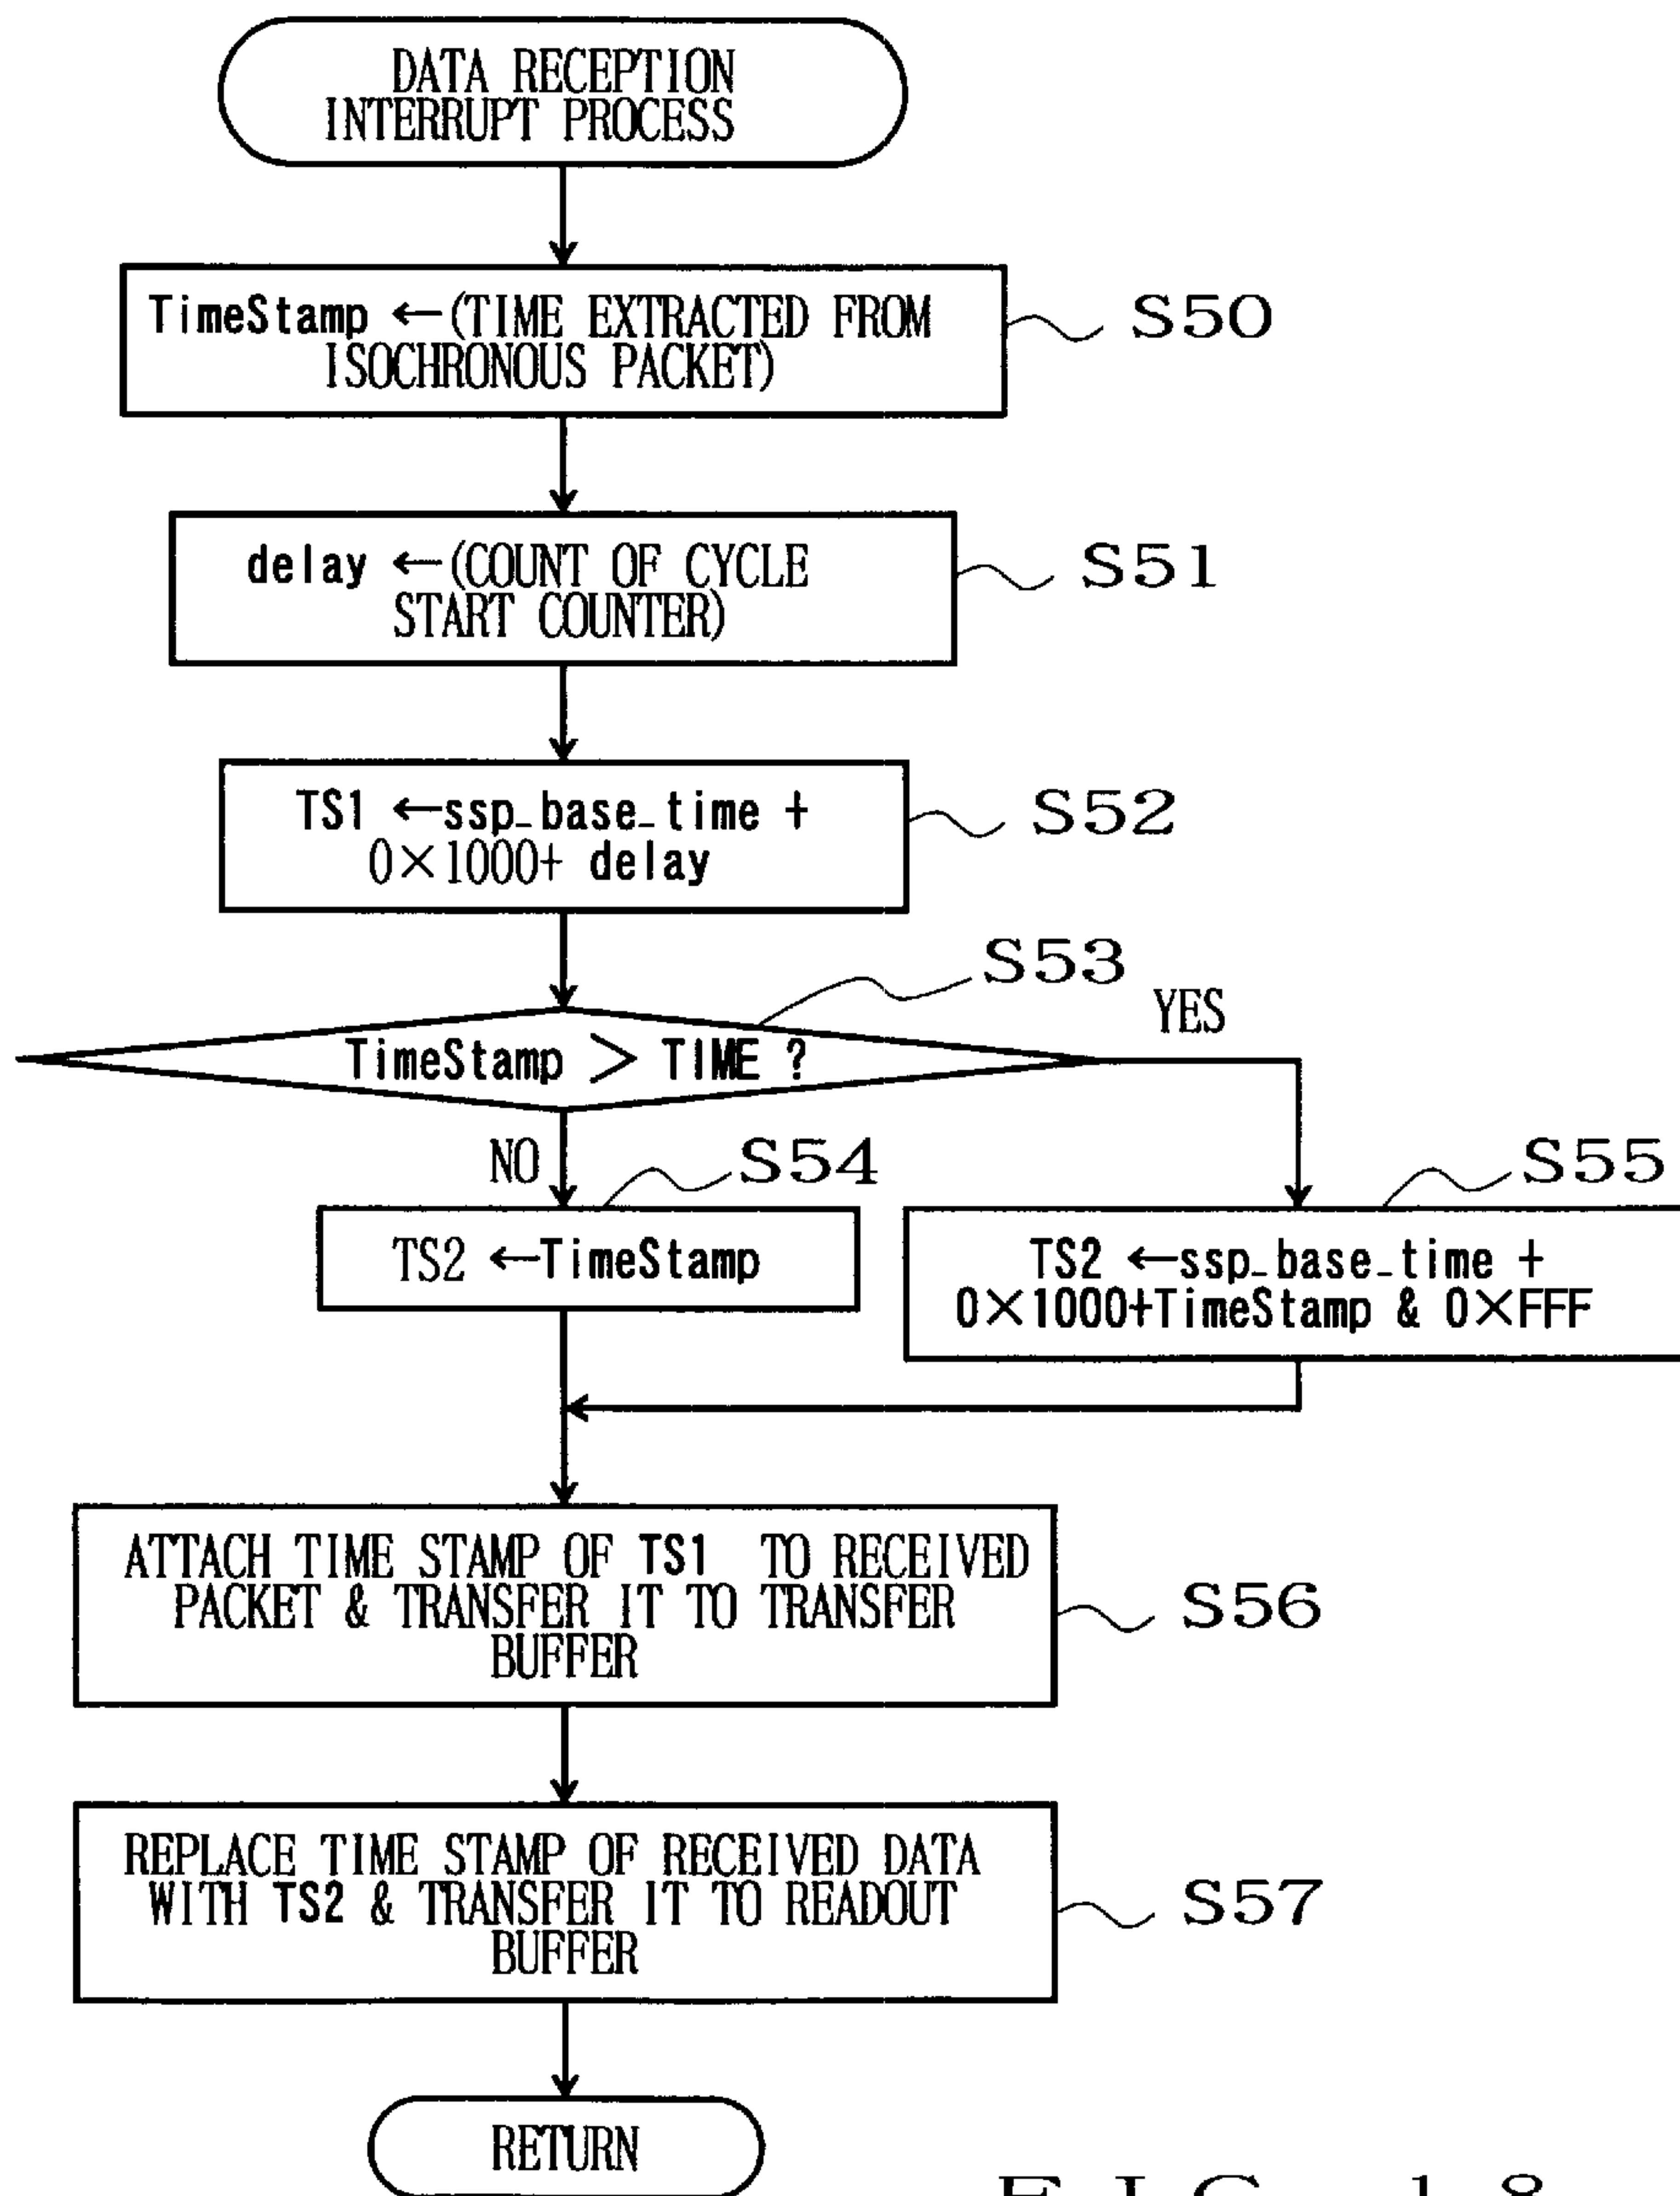 DATA RECEPTION
INTERRUPT PROCESS
TimeStamp ←(TIME EXTRACTED FROM
ISOCHRONOUS PACKET)
S50
delay ←(COUNT OF CYCLE
START COUNTER)
S51
TS1 ←ssp_base_time +
0×1000+ delay
S52
S53
YES
TimeStamp > TIME ?
NO
S54
S55
TS2 ←TimeStamp
TS2 ←ssp_base_time +
0×1000+TimeStamp & 0×FFF
ATTACH TIME STAMP OF TS1 TO RECEIVED
PACKET & TRANSFER IT TO TRANSFER
BUFFER
S56
REPLACE TIME STAMP OF RECEIVED DATA
WITH TS2 & TRANSFER IT TO READOUT
BUFFER
S57
RETURN
FIG. 18